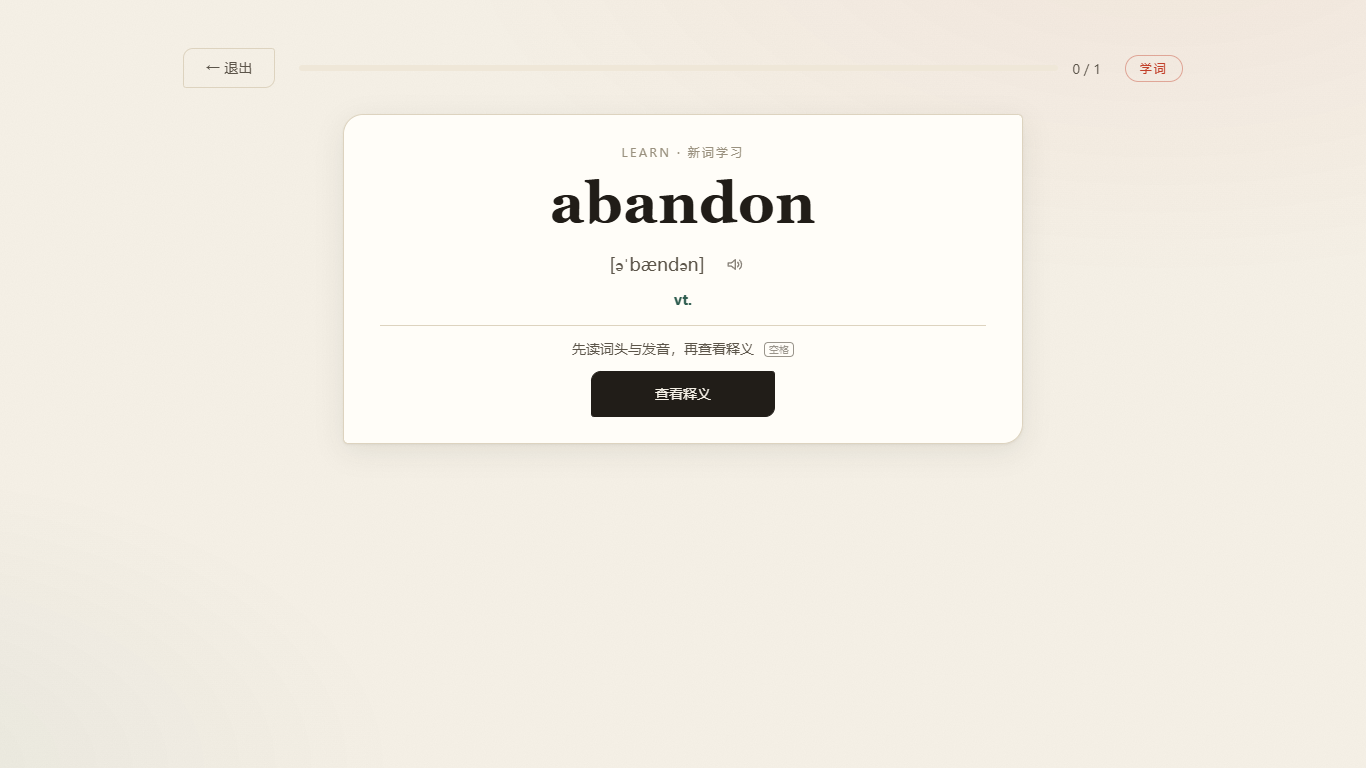 ← 退出
0 / 1
学词
LEARN · 新词学习
abandon
[əˈbændən]
vt.
先读词头与发音，再查看释义 空格
查看释义